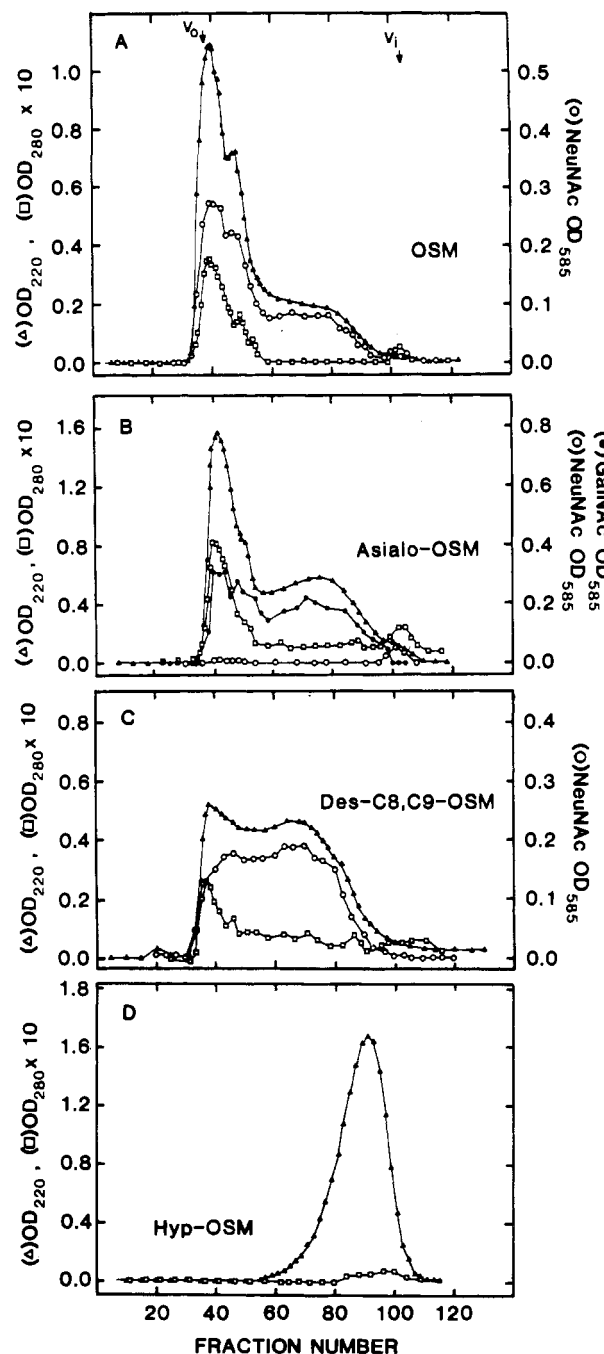 A
V₀
Vᵢ
OSM
(△)OD₂₂₀ , (□)OD₂₈₀ x 10
1.0
0.8
0.6
0.4
0.2
0.0
(○)NeuNAc OD₅₈₅
0.5
0.4
0.3
0.2
0.1
0.0
B
Asialo-OSM
(△)OD₂₂₀ , (□)OD₂₈₀ x 10
1.6
1.2
0.8
0.4
0.0
(○)NeuNAc OD₅₈₅
(●)GalNAc OD₅₈₅
0.8
0.6
0.4
0.2
0.0
C
Des-C8,C9-OSM
(△)OD₂₂₀ , (□)OD₂₈₀ x 10
0.8
0.6
0.4
0.2
0.0
(○)NeuNAc OD₅₈₅
0.4
0.3
0.2
0.1
0.0
D
Hyp-OSM
(△)OD₂₂₀ , (□)OD₂₈₀ x 10
1.6
1.2
0.8
0.4
0.0
1.8
1.6
1.2
0.8
0.4
0.0
20 40 60 80 100 120
FRACTION NUMBER